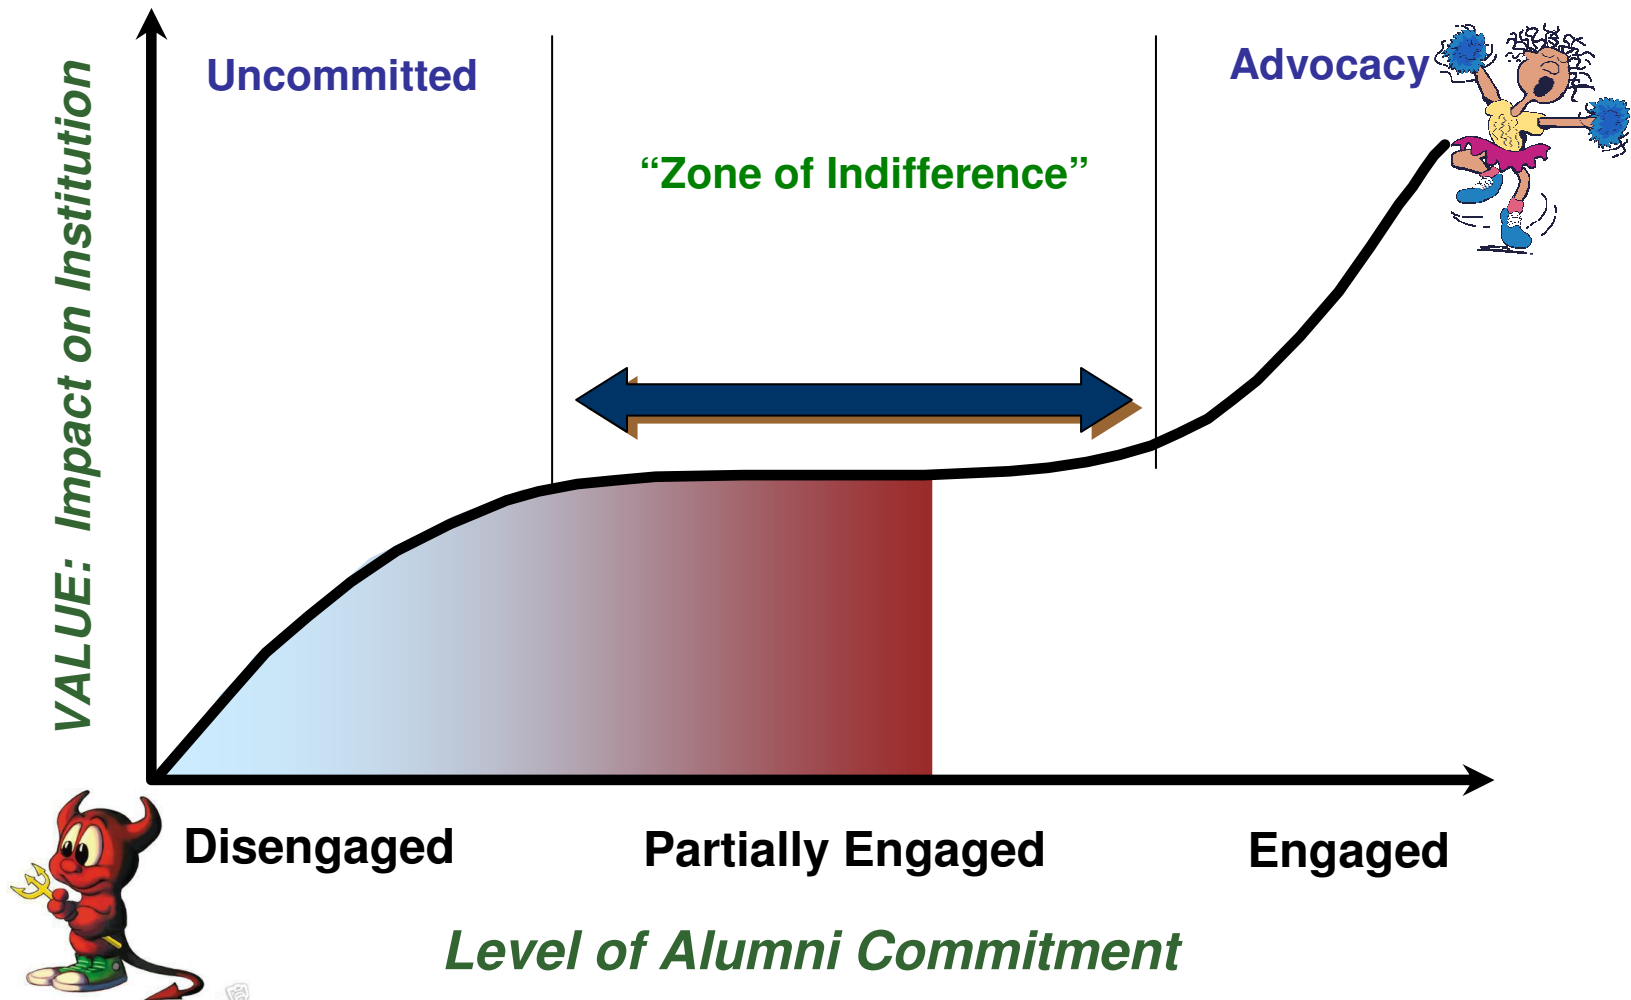 Uncommitted
Advocacy
“Zone of Indifference”
VALUE: Impact on Institution
Disengaged
Partially Engaged
Engaged
Level of Alumni Commitment